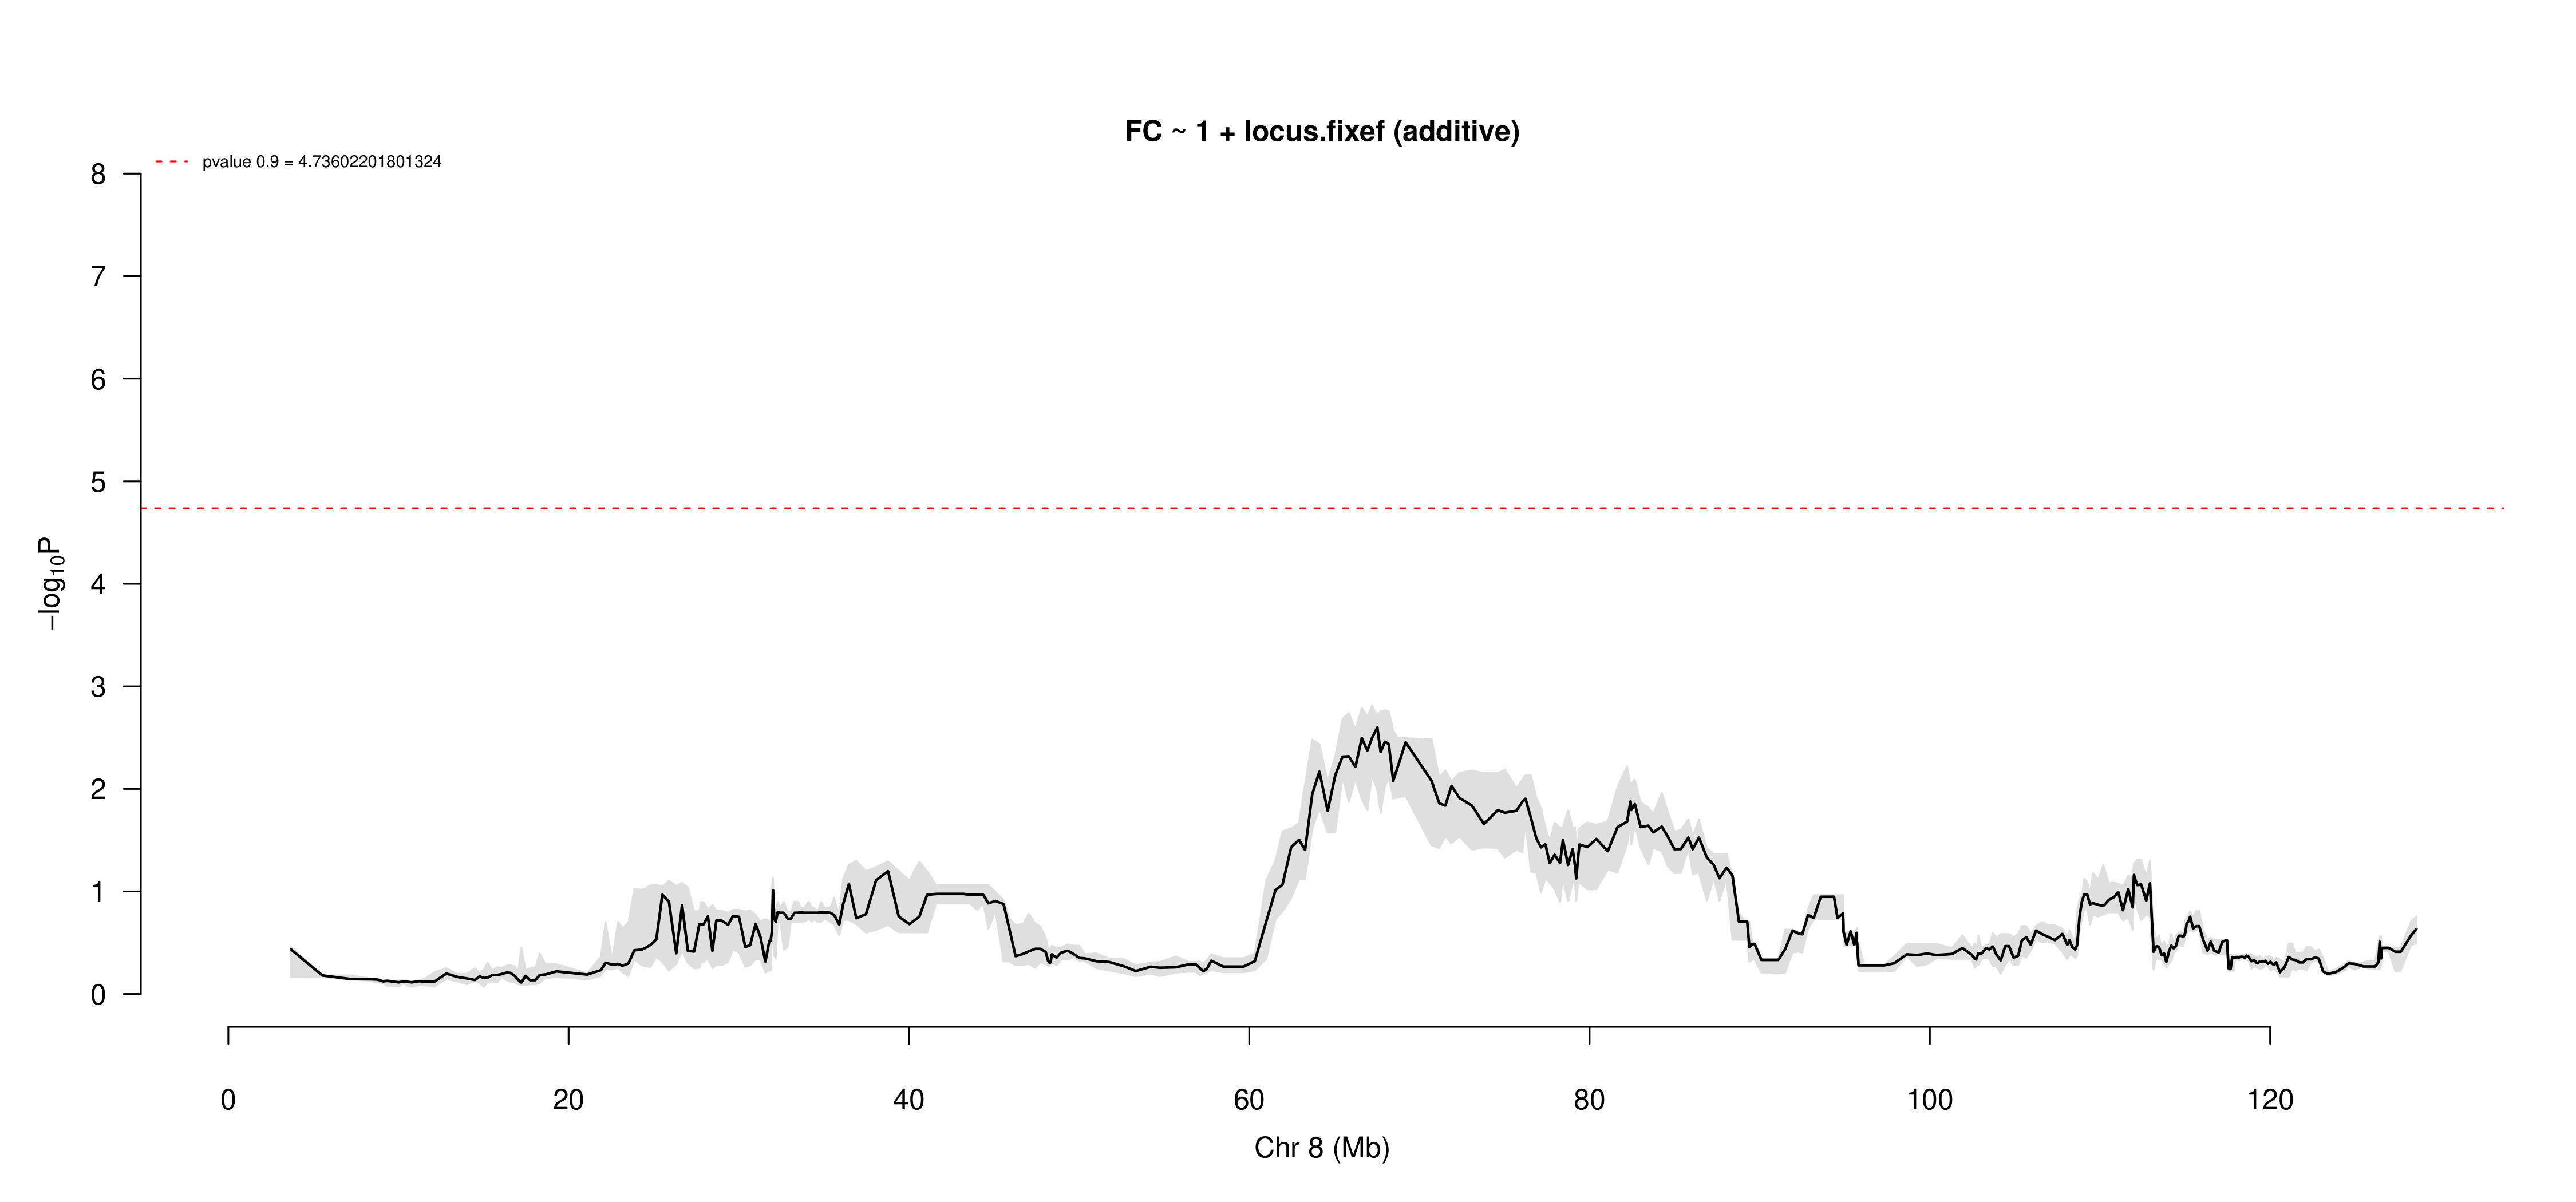 FC ~ 1 + locus.fixef (additive)
pvalue 0.9 = 4.73602201801324
8
7
6
5
4
3
2
1
0
−log10P
0 20 40 60 80 100 120
Chr 8 (Mb)